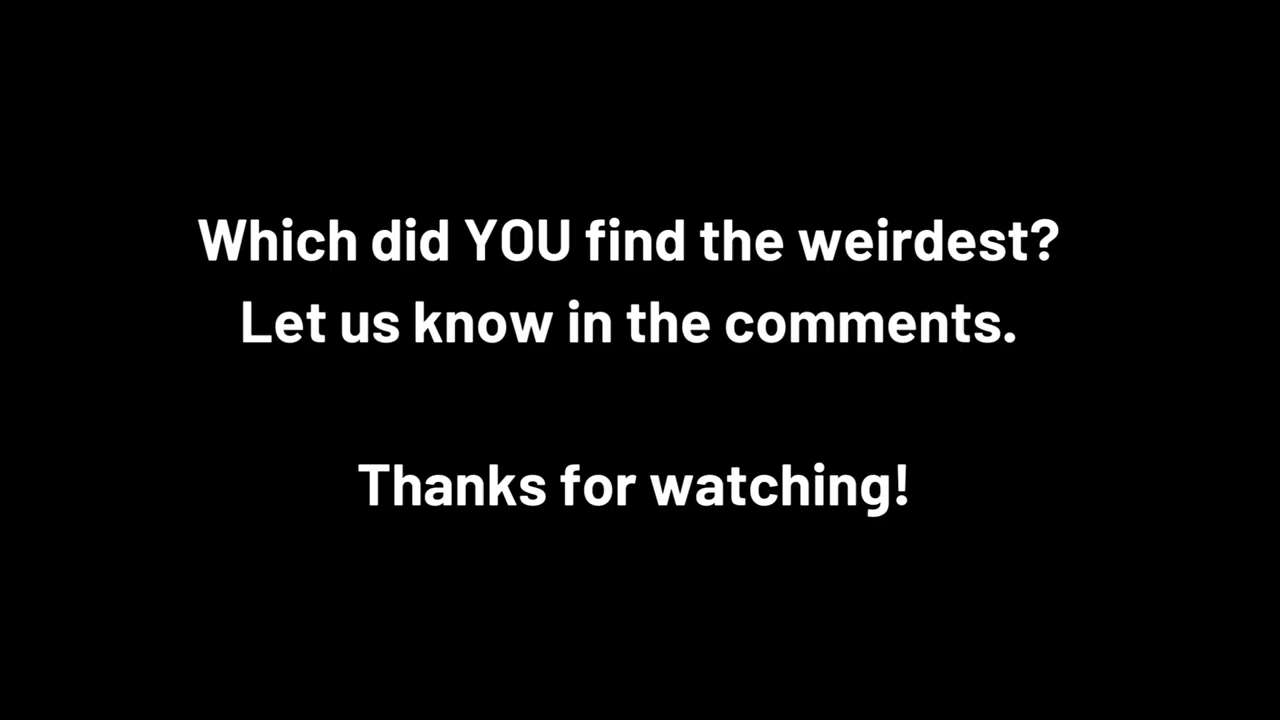 Which did YOU find the weirdest?
Let us know in the comments.
Thanks for watching!